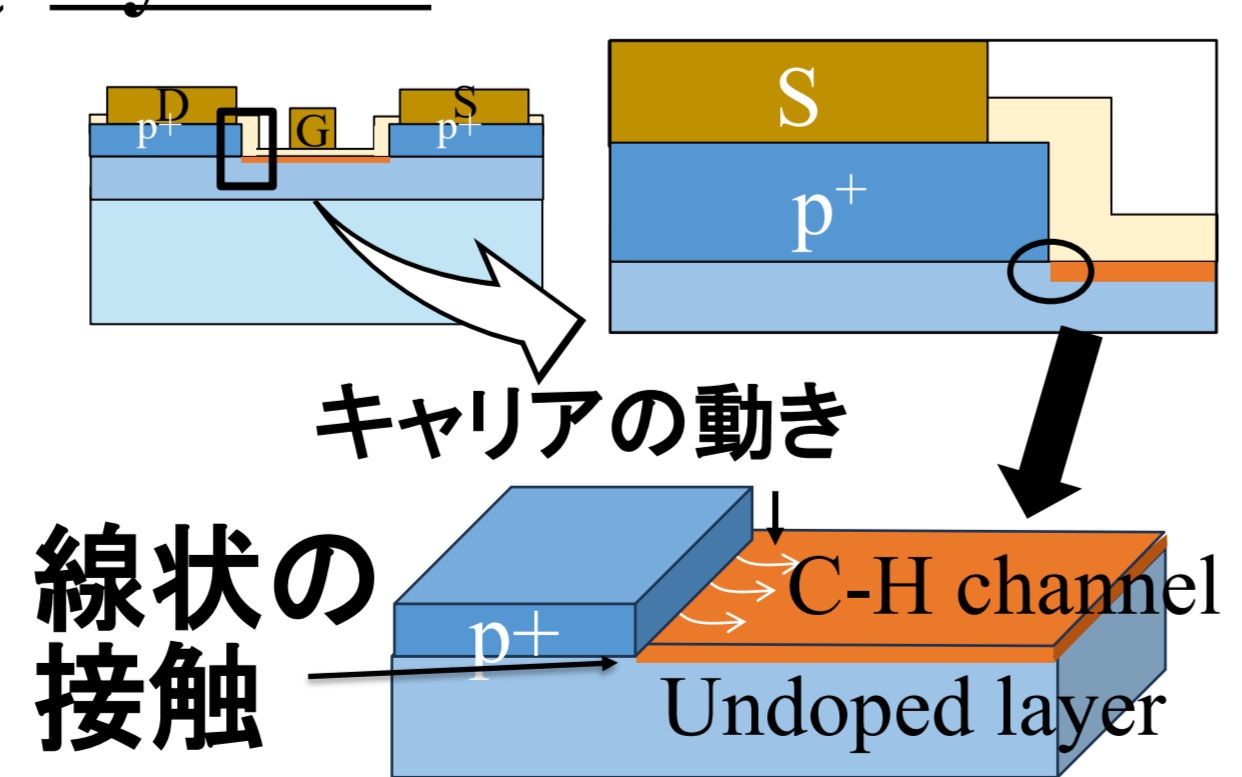 D
S
p+
G
p+
S
p+
キャリアの動き
線状の
接触
C-H channel
p+
Undoped layer